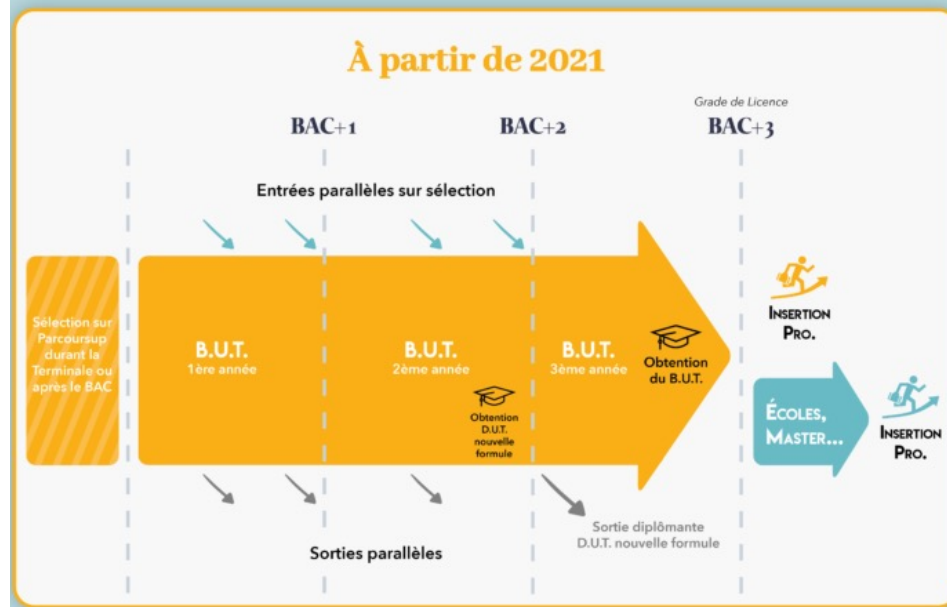 À partir de 2021
Grade de Licence
BAC+1
BAC+2
BAC+3
Entrées parallèles sur sélection
Sélection sur
Parcoursup
durant la
Terminale ou
après le BAC
B.U.T.
1ère année
B.U.T.
2ème année
Obtention
D.U.T.
nouvelle
formule
B.U.T.
3ème année
Obtention
du B.U.T.
INSERTION
PRO.
ÉCOLES,
MASTER...
INSERTION
PRO.
Sortie diplômante
D.U.T. nouvelle formule
Sorties parallèles